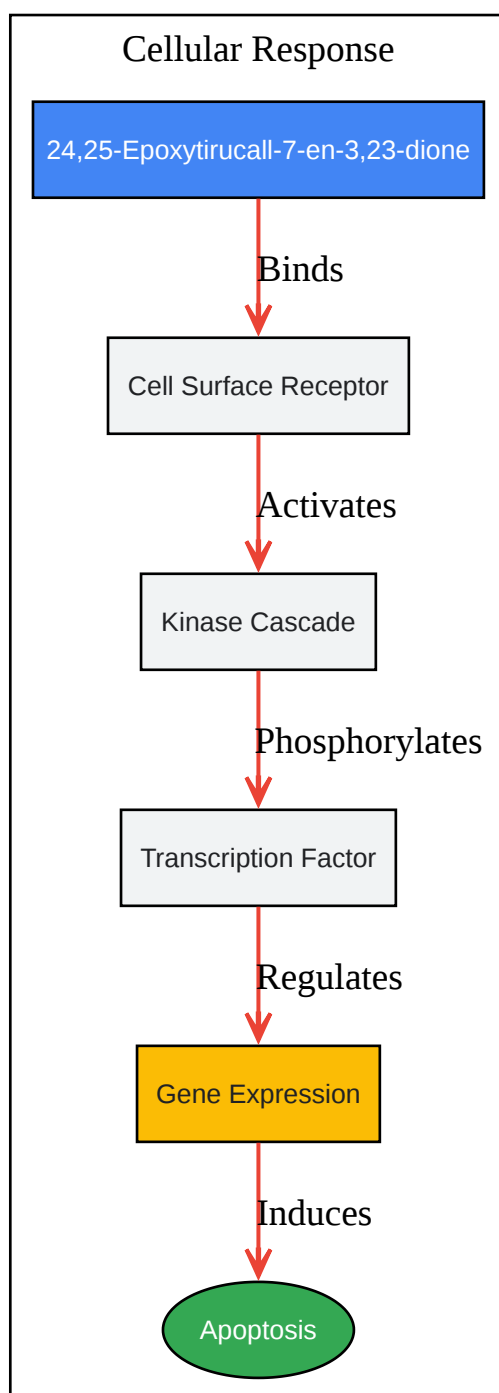 Cellular Response
24,25-Epoxytirucall-7-en-3,23-dione
Binds
Cell Surface Receptor
Activates
Kinase Cascade
Phosphorylates
Transcription Factor
Regulates
Gene Expression
Induces
Apoptosis